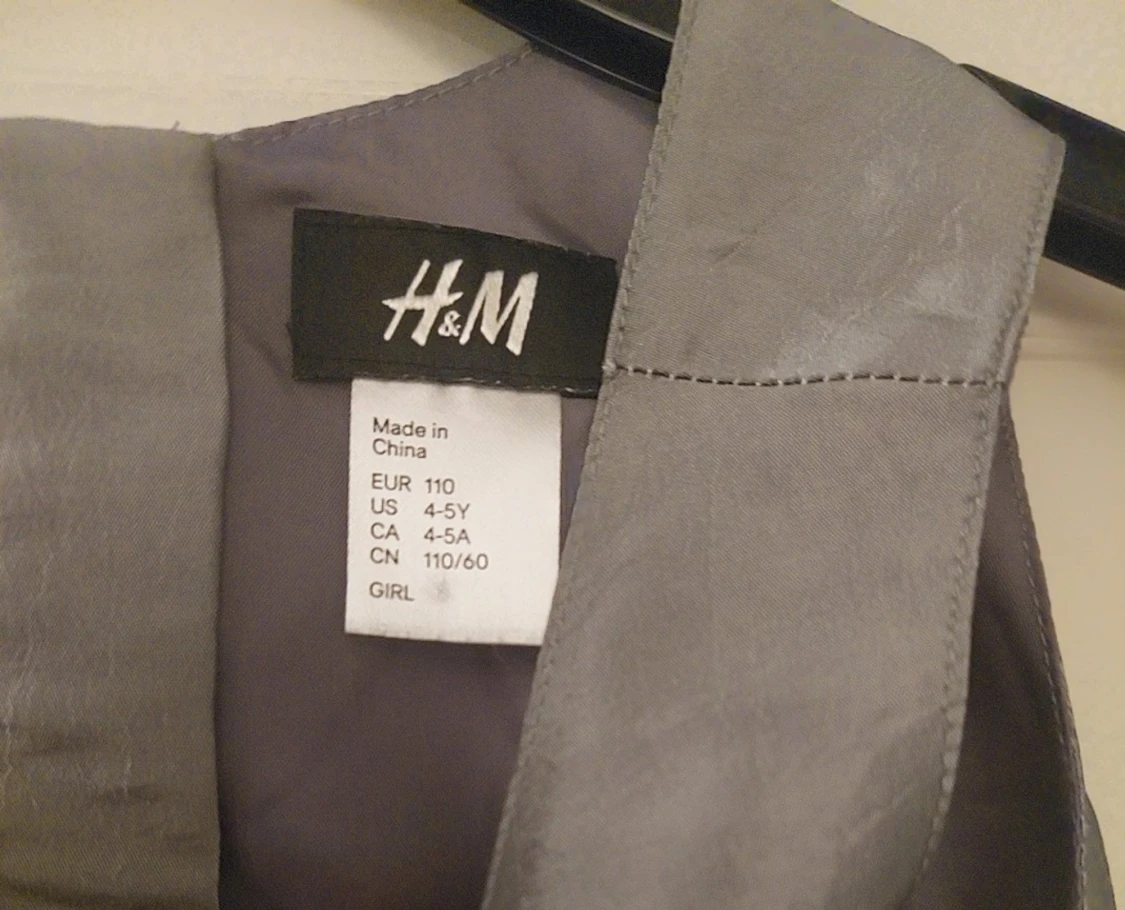 H&M
Made in
China
EUR 110
US 4-5Y
CA 4-5A
CN 110/60
GIRL